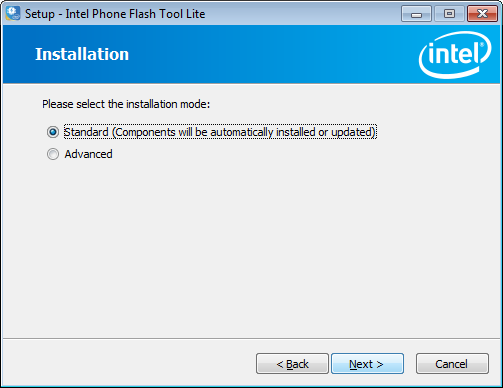 Setup - Intel Phone Flash Tool Lite
Installation
intel
Please select the installation mode:
Standard (Components will be automatically installed or updated)
Advanced
< Back
Next >
Cancel